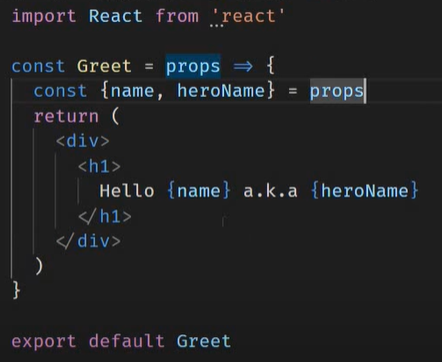 import React from 'react'
const Greet = props => {
const {name, heroName} = props
return (
<div>
<h1>
Hello {name} a.k.a {heroName}
</h1>
</div>
)
}
export default Greet